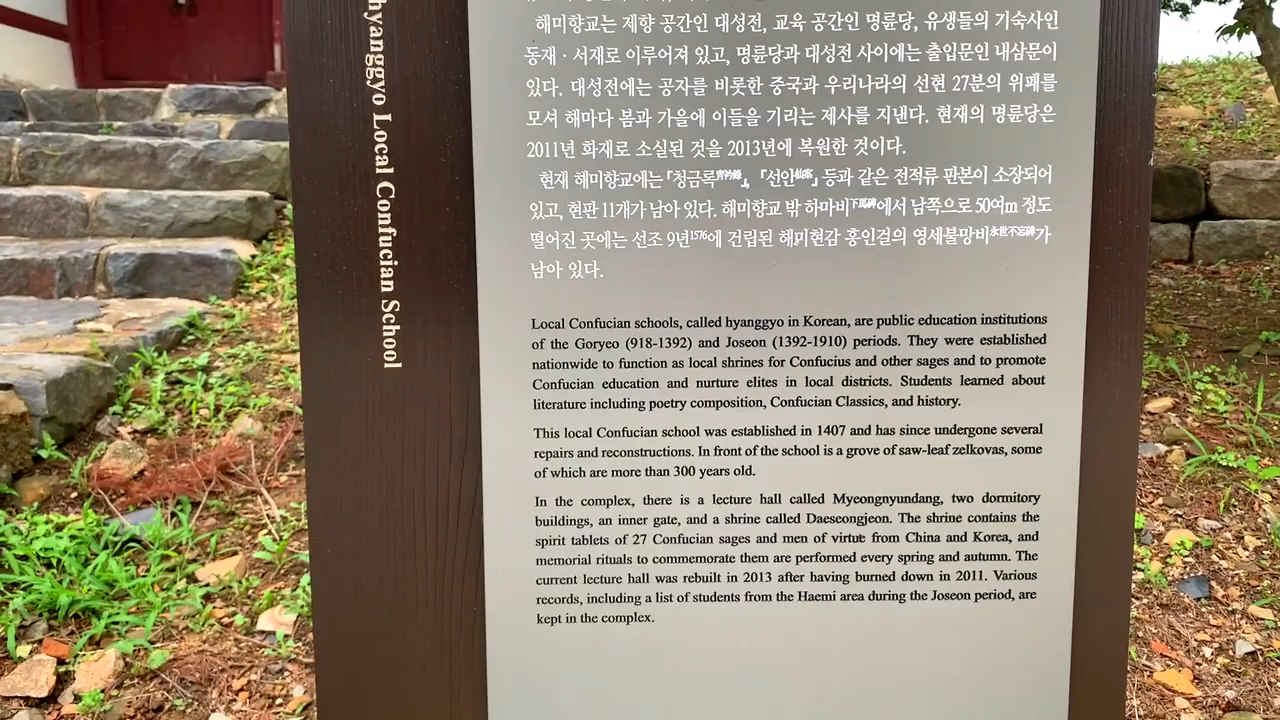 hyanggyo Local Confucian School
해미향교는 제향 공간인 대성전, 교육 공간인 명륜당, 유생들의 기숙사인
동재 · 서재로 이루어져 있고, 명륜당과 대성전 사이에는 출입문인 내삼문이
있다. 대성전에는 공자를 비롯한 중국과 우리나라의 선현 27분의 위패를
모셔 해마다 봄과 가을에 이들을 기리는 제사를 지낸다. 현재의 명륜당은
2011년 화재로 소실된 것을 2013년에 복원한 것이다.
현재 해미향교에는 『청금록靑衿錄』, 『선안仙案』 등과 같은 전적류 판본이 소장되어
있고, 현판 11개가 남아 있다. 해미향교 밖 하마비下馬碑에서 남쪽으로 50여m 정도
떨어진 곳에는 선조 9년1576에 건립된 해미현감 홍인걸의 영세불망비永世不忘碑가
남아 있다.
Local Confucian schools, called hyanggyo in Korean, are public education institutions
of the Goryeo (918-1392) and Joseon (1392-1910) periods. They were established
nationwide to function as local shrines for Confucius and other sages and to promote
Confucian education and nurture elites in local districts. Students learned about
literature including poetry composition, Confucian Classics, and history.
This local Confucian school was established in 1407 and has since undergone several
repairs and reconstructions. In front of the school is a grove of saw-leaf zelkovas, some
of which are more than 300 years old.
In the complex, there is a lecture hall called Myeongnyundang, two dormitory
buildings, an inner gate, and a shrine called Daeseongjeon. The shrine contains the
spirit tablets of 27 Confucian sages and men of virtue from China and Korea, and
memorial rituals to commemorate them are performed every spring and autumn. The
current lecture hall was rebuilt in 2013 after having burned down in 2011. Various
records, including a list of students from the Haemi area during the Joseon period, are
kept in the complex.